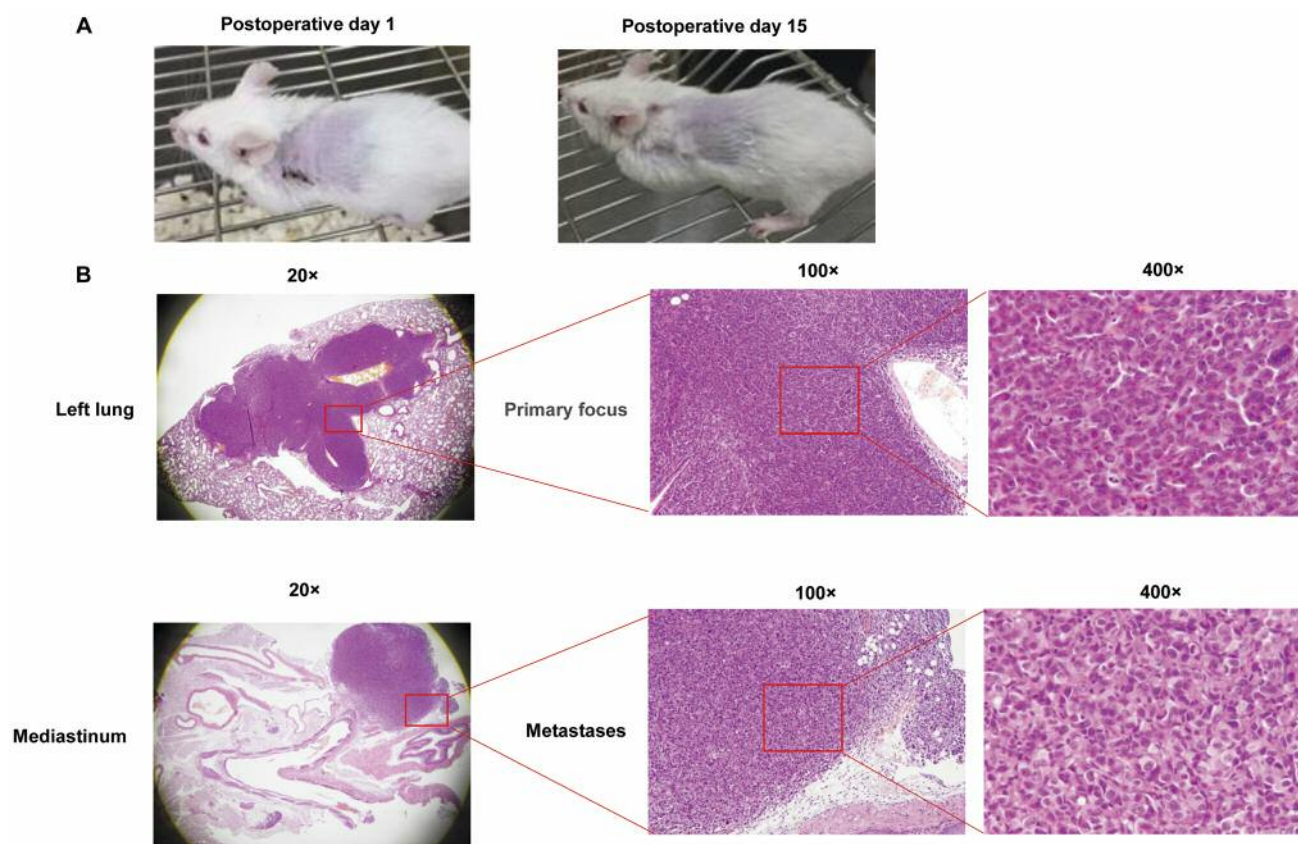 A
Postoperative day 1
Postoperative day 15
B
20×
100×
400×
Left lung
Primary focus
20×
100×
400×
Mediastinum
Metastases